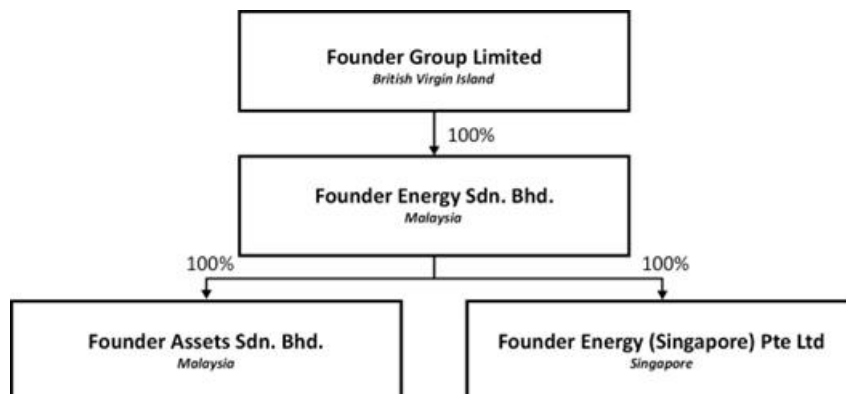 Founder Group Limited
British Virgin Island
100%
Founder Energy Sdn. Bhd.
Malaysia
100%
100%
Founder Assets Sdn. Bhd.
Malaysia
Founder Energy (Singapore) Pte Ltd
Singapore